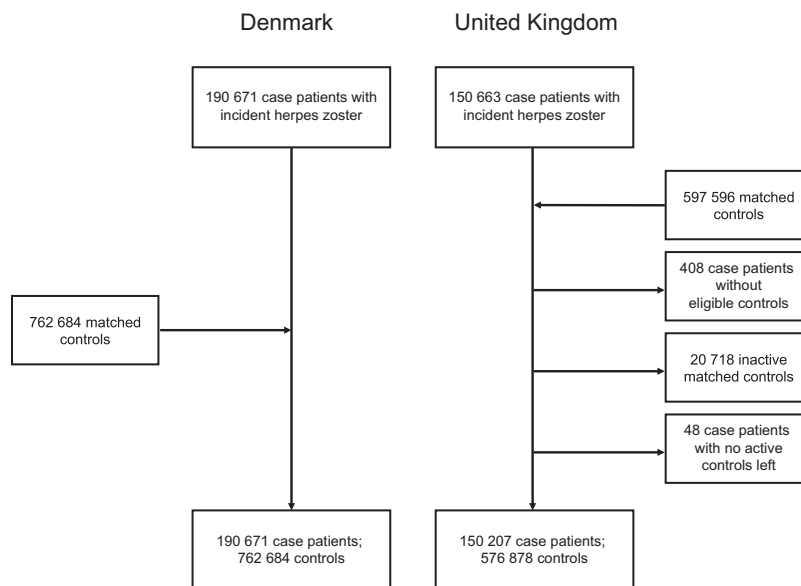 Denmark
United Kingdom
190 671 case patients with
incident herpes zoster
150 663 case patients with
incident herpes zoster
597 596 matched
controls
408 case patients
without
eligible controls
762 684 matched
controls
20 718 inactive
matched controls
48 case patients
with no active
controls left
190 671 case patients;
762 684 controls
150 207 case patients;
576 878 controls